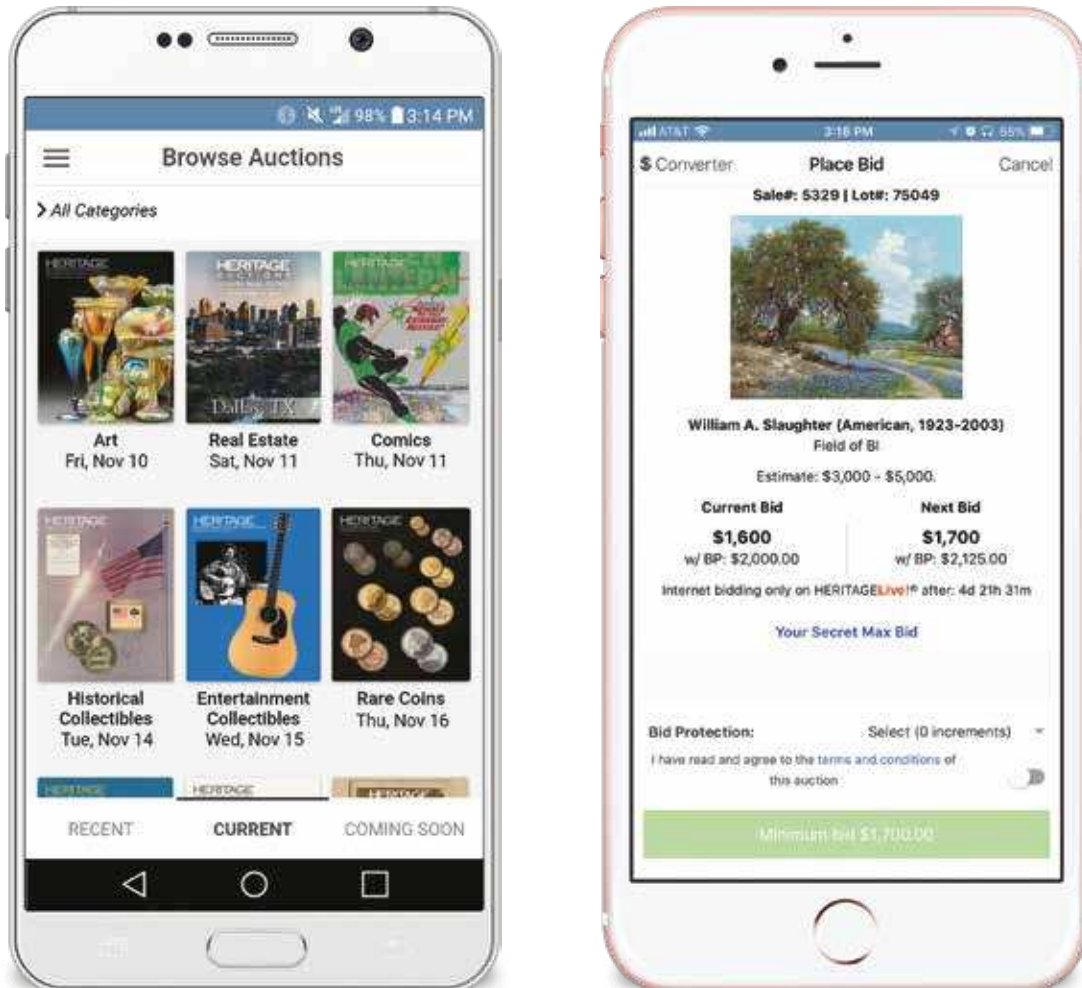 98% 3:14 PM
Browse Auctions
All Categories
HERITAGE
HERITAGE
AUCTIONS
Dallas, TX
HERITAGE
Art
Fri, Nov 10
Real Estate
Sat, Nov 11
Comics
Thu, Nov 11
HERITAGE
HERITAGE
HERITAGE
Historical
Collectibles
Tue, Nov 14
Entertainment
Collectibles
Wed, Nov 15
Rare Coins
Thu, Nov 16
HERITAGE
HERITAGE
HERITAGE
RECENT
CURRENT
COMING SOON
AT&T 3:16 PM 55%
$ Converter
Place Bid
Cancel
Sale#: 5329 | Lot#: 75049
William A. Slaughter (American, 1923-2003)
Field of Bl
Estimate: $3,000 - $5,000.
Current Bid
$1,600
w/ BP: $2,000.00
Next Bid
$1,700
w/ BP: $2,125.00
Internet bidding only on HERITAGELive!® after: 4d 21h 31m
Your Secret Max Bid
Bid Protection:
Select (0 increments)
I have read and agree to the terms and conditions of
this auction
Minimum bid $1,700.00